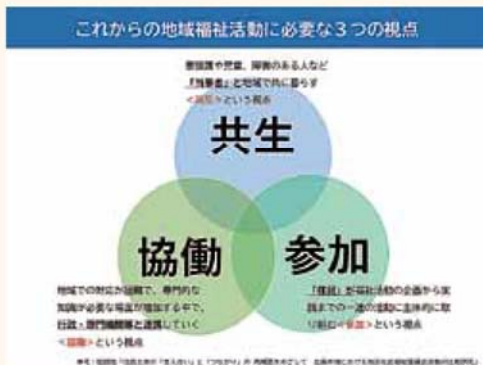 これからの地域福祉活動に必要な3つの視点
要援護や児童、障害のある人など
「当事者」と地域で共に暮らす
<共生>という視点
共生
協働
参加
地域での対応が困難で、専門的な
知識が必要な場面が増加する中で、
行政・専門機関等と連携していく
<協働>という視点
「住民」が福祉活動の企画から実
践までの一連の活動に主体的に取
り組む<参加>という視点